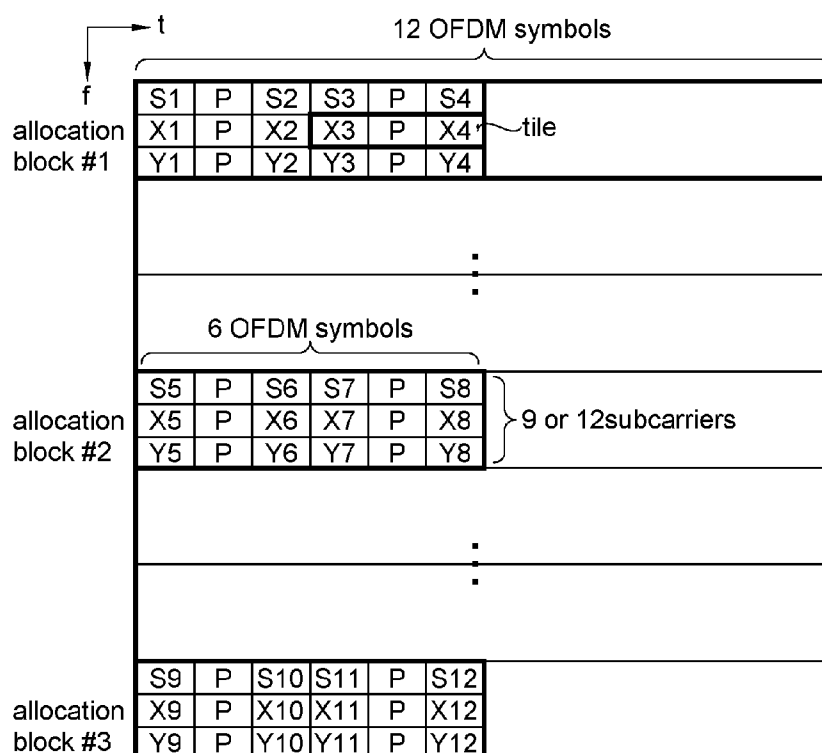 t
12 OFDM symbols
f
S1 P S2 S3 P S4
allocation block #1
X1 P X2 X3 P X4 tile
Y1 P Y2 Y3 P Y4
6 OFDM symbols
S5 P S6 S7 P S8
allocation block #2
X5 P X6 X7 P X8
9 or 12subcarriers
Y5 P Y6 Y7 P Y8
S9 P S10 S11 P S12
allocation block #3
X9 P X10 X11 P X12
Y9 P Y10 Y11 P Y12